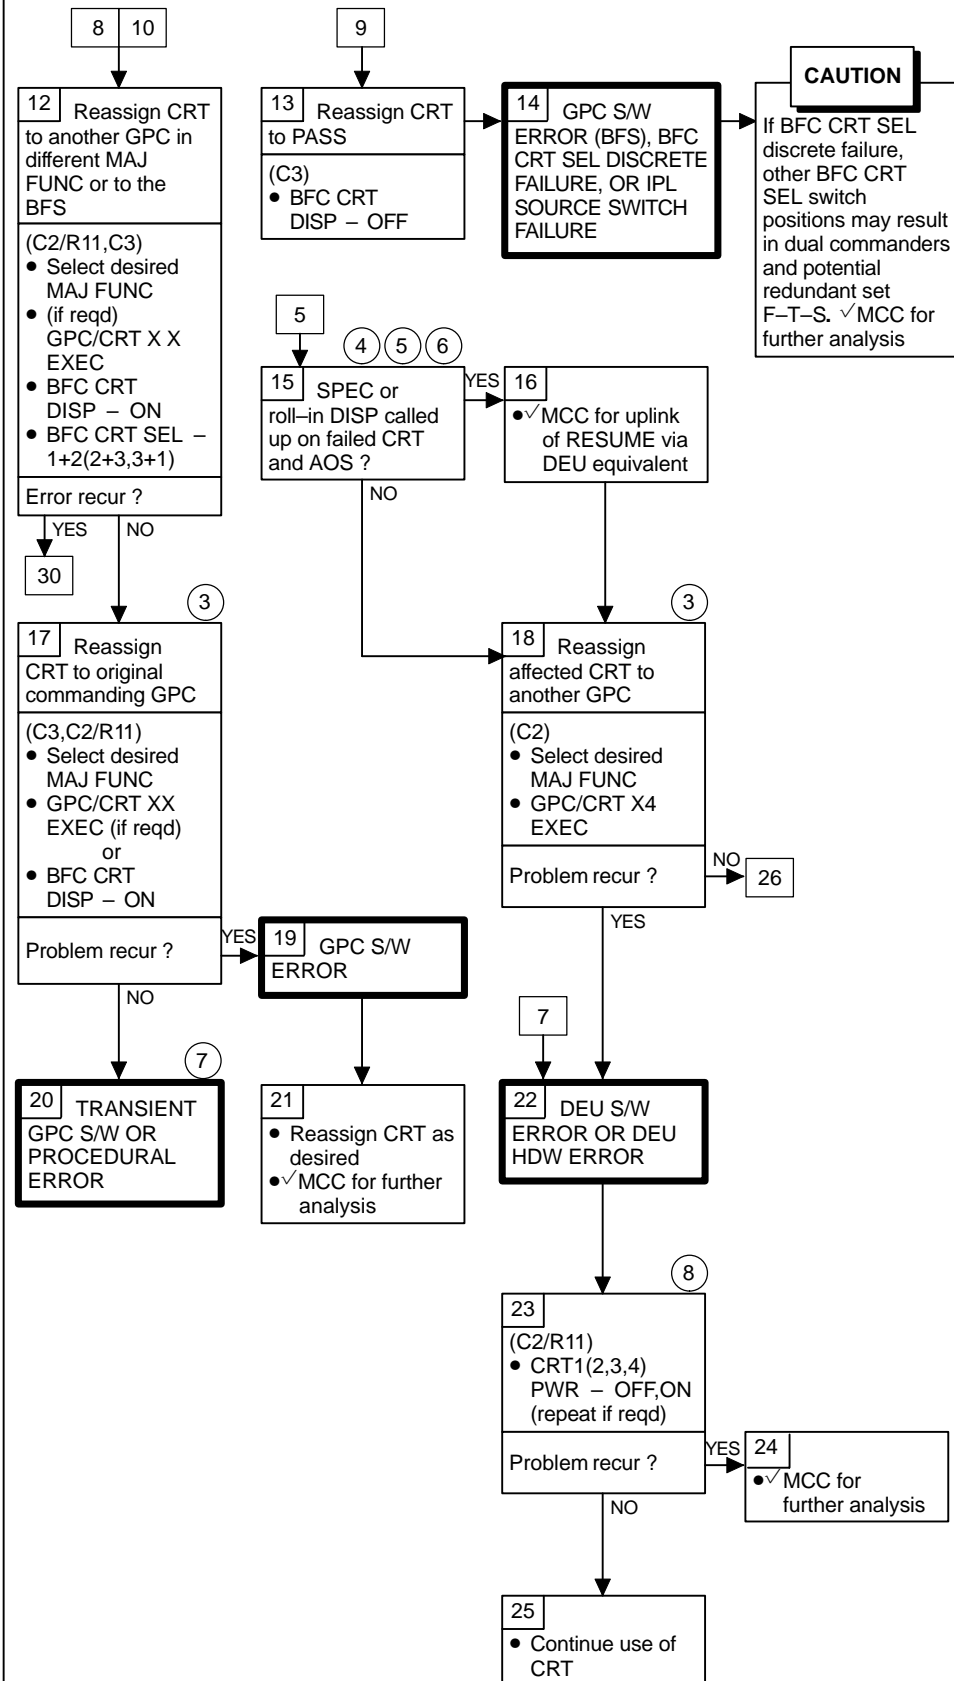 8 10
12 Reassign CRT
to another GPC in
different MAJ
FUNC or to the
BFS
(C2/R11,C3)
● Select desired
MAJ FUNC
● (if reqd)
GPC/CRT X X
EXEC
● BFC CRT
DISP – ON
● BFC CRT SEL –
1+2(2+3,3+1)
Error recur ?
YES NO
30
9
13 Reassign CRT
to PASS
(C3)
● BFC CRT
DISP – OFF
14 GPC S/W
ERROR (BFS), BFC
CRT SEL DISCRETE
FAILURE, OR IPL
SOURCE SWITCH
FAILURE
CAUTION
If BFC CRT SEL
discrete failure,
other BFC CRT
SEL switch
positions may result
in dual commanders
and potential
redundant set
F–T–S. √MCC for
further analysis
5
4 5 6
15 SPEC or
roll–in DISP called
up on failed CRT
and AOS ?
YES
NO
16
●√MCC for uplink
of RESUME via
DEU equivalent
3
17 Reassign
CRT to original
commanding GPC
(C3,C2/R11)
● Select desired
MAJ FUNC
● GPC/CRT XX
EXEC (if reqd)
or
● BFC CRT
DISP – ON
Problem recur ?
YES
NO
3
18 Reassign
affected CRT to
another GPC
(C2)
● Select desired
MAJ FUNC
● GPC/CRT X4
EXEC
Problem recur ?
NO
26
YES
19 GPC S/W
ERROR
7
20 TRANSIENT
GPC S/W OR
PROCEDURAL
ERROR
21
● Reassign CRT as
desired
●√MCC for further
analysis
7
22 DEU S/W
ERROR OR DEU
HDW ERROR
8
23
(C2/R11)
● CRT1(2,3,4)
PWR – OFF,ON
(repeat if reqd)
Problem recur ?
YES
NO
24
●√MCC for
further analysis
25
● Continue use of
CRT